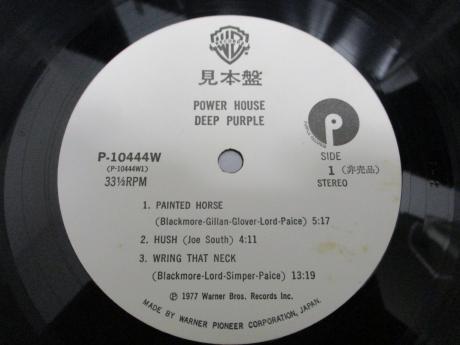 見本盤
POWER HOUSE
DEEP PURPLE
P-10444W
(P-10444W1)
33⅓RPM
SIDE
1 (非売品)
STEREO
1. PAINTED HORSE
(Blackmore-Gillan-Glover-Lord-Paice) 5:17
2. HUSH (Joe South) 4:11
3. WRING THAT NECK
(Blackmore-Lord-Simper-Paice) 13:19
℗ 1977 Warner Bros. Records Inc.
MADE BY WARNER PIONEER CORPORATION, JAPAN.